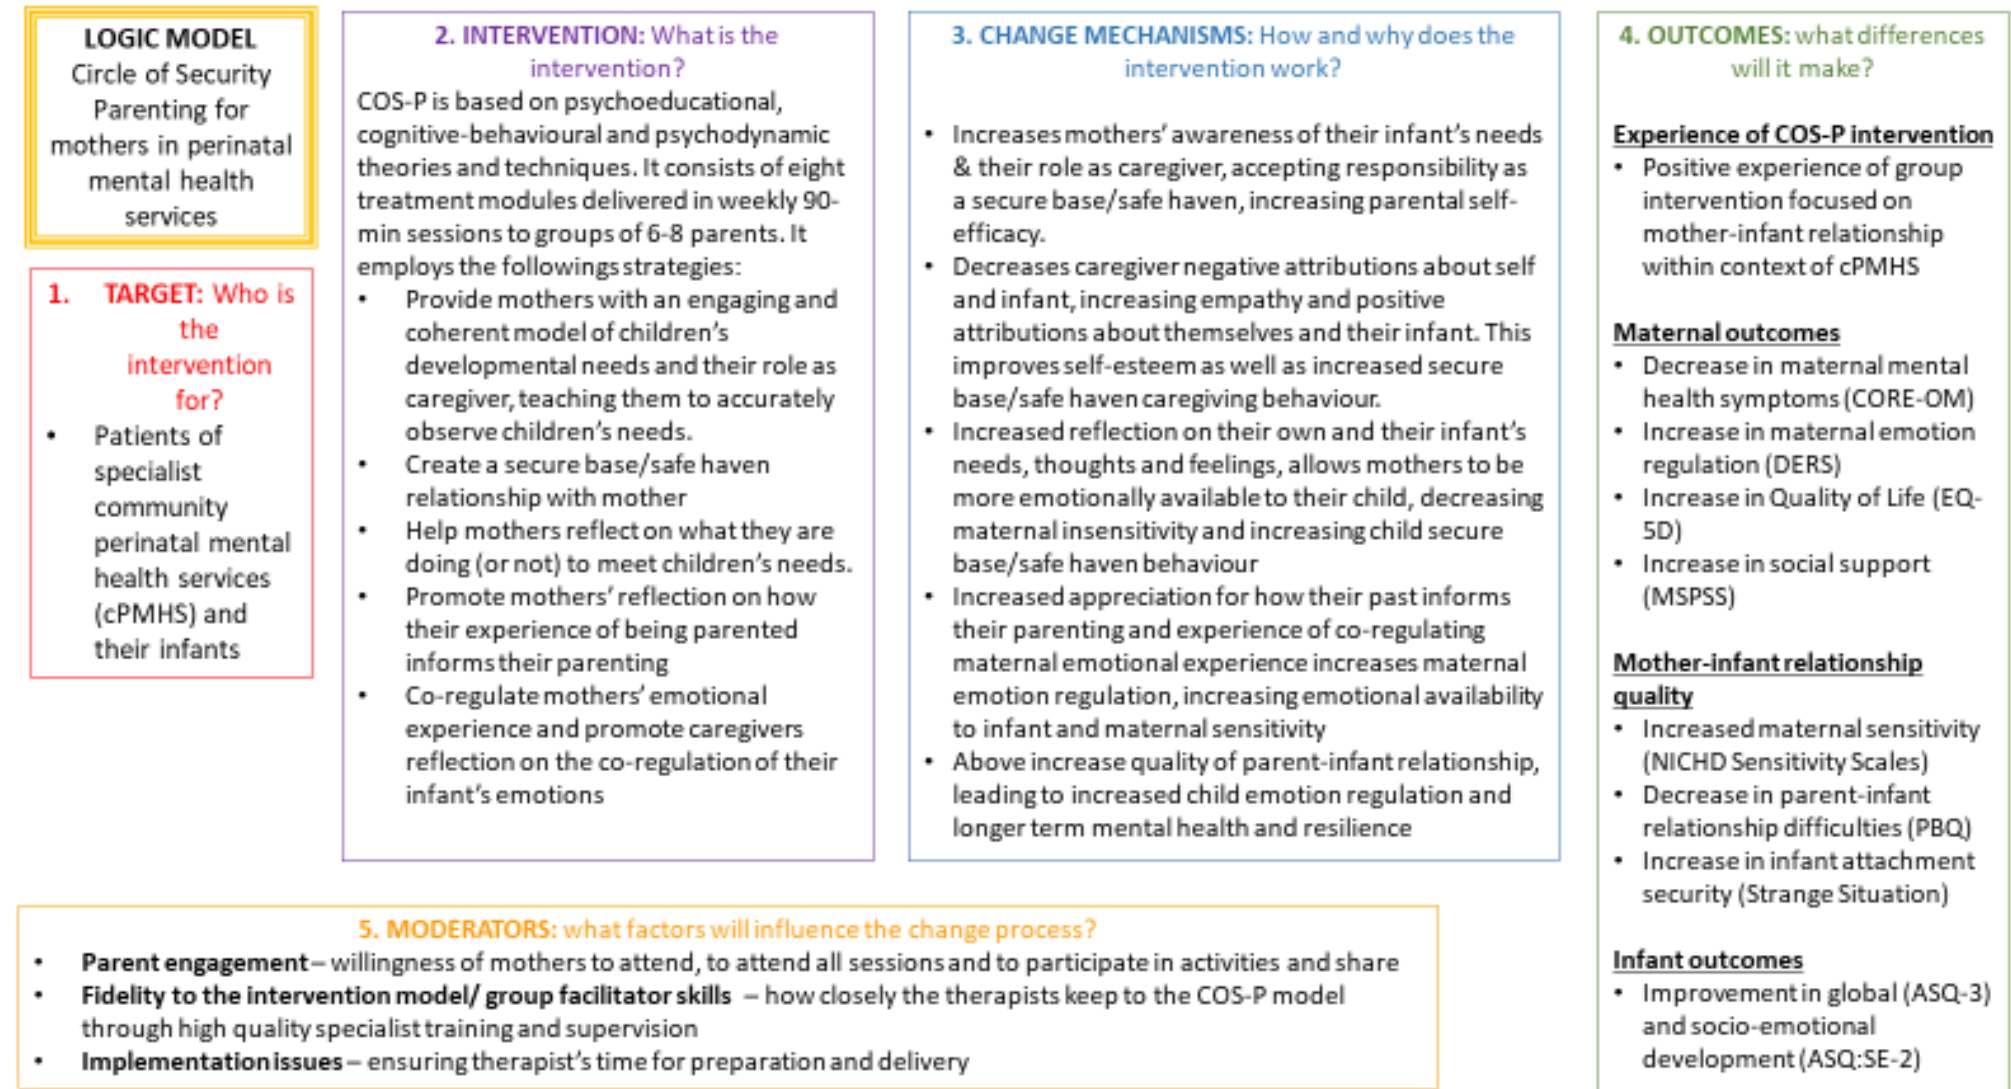 LOGIC MODEL
Circle of Security
Parenting for
mothers in perinatal
mental health
services
1. TARGET: Who is
the
intervention
for?
• Patients of
specialist
community
perinatal mental
health services
(cPMHS) and
their infants
2. INTERVENTION: What is the
intervention?
COS-P is based on psychoeducational,
cognitive-behavioural and psychodynamic
theories and techniques. It consists of eight
treatment modules delivered in weekly 90-
min sessions to groups of 6-8 parents. It
employs the followings strategies:
• Provide mothers with an engaging and
coherent model of children's
developmental needs and their role as
caregiver, teaching them to accurately
observe children's needs.
• Create a secure base/safe haven
relationship with mother
• Help mothers reflect on what they are
doing (or not) to meet children's needs.
• Promote mothers' reflection on how
their experience of being parented
informs their parenting
• Co-regulate mothers' emotional
experience and promote caregivers
reflection on the co-regulation of their
infant's emotions
3. CHANGE MECHANISMS: How and why does the
intervention work?
• Increases mothers' awareness of their infant's needs
& their role as caregiver, accepting responsibility as
a secure base/safe haven, increasing parental self-
efficacy.
• Decreases caregiver negative attributions about self
and infant, increasing empathy and positive
attributions about themselves and their infant. This
improves self-esteem as well as increased secure
base/safe haven caregiving behaviour.
• Increased reflection on their own and their infant's
needs, thoughts and feelings, allows mothers to be
more emotionally available to their child, decreasing
maternal insensitivity and increasing child secure
base/safe haven behaviour
• Increased appreciation for how their past informs
their parenting and experience of co-regulating
maternal emotional experience increases maternal
emotion regulation, increasing emotional availability
to infant and maternal sensitivity
• Above increase quality of parent-infant relationship,
leading to increased child emotion regulation and
longer term mental health and resilience
4. OUTCOMES: what differences
will it make?
Experience of COS-P intervention
• Positive experience of group
intervention focused on
mother-infant relationship
within context of cPMHS
Maternal outcomes
• Decrease in maternal mental
health symptoms (CORE-OM)
• Increase in maternal emotion
regulation (DERS)
• Increase in Quality of Life (EQ-
5D)
• Increase in social support
(MSPSS)
Mother-infant relationship
quality
• Increased maternal sensitivity
(NICHD Sensitivity Scales)
• Decrease in parent-infant
relationship difficulties (PBQ)
• Increase in infant attachment
security (Strange Situation)
Infant outcomes
• Improvement in global (ASQ-3)
and socio-emotional
development (ASQ:SE-2)
5. MODERATORS: what factors will influence the change process?
• Parent engagement – willingness of mothers to attend, to attend all sessions and to participate in activities and share
• Fidelity to the intervention model/ group facilitator skills – how closely the therapists keep to the COS-P model
through high quality specialist training and supervision
• Implementation issues – ensuring therapist's time for preparation and delivery